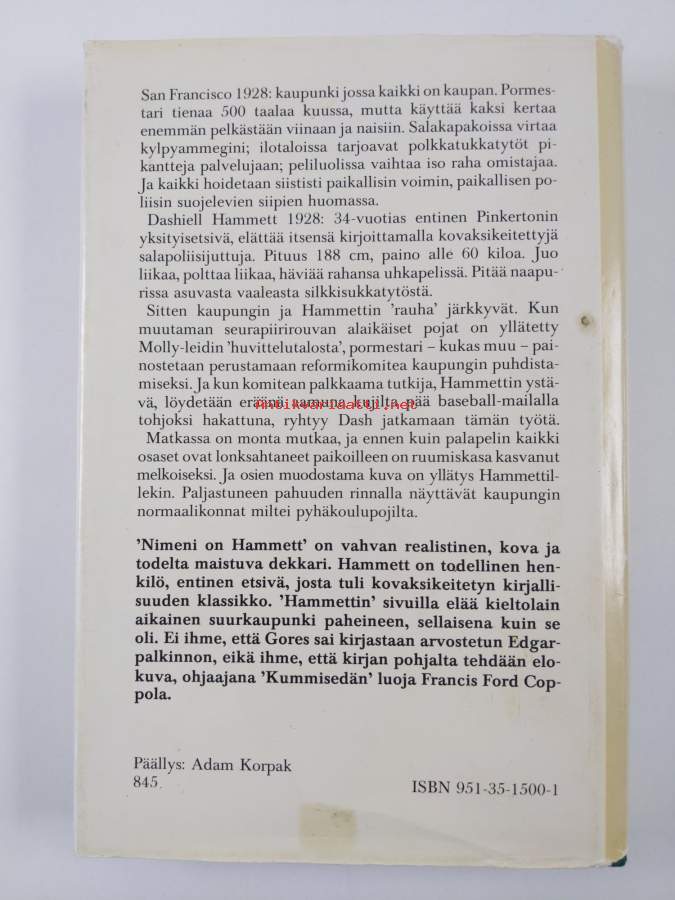 San Francisco 1928: kaupunki jossa kaikki on kaupan. Pormes-
tari tienaa 500 taalaa kuussa, mutta käyttää kaksi kertaa
enemmän pelkästään viinaan ja naisiin. Salakapakoissa virtaa
kylpyammegini; ilotaloissa tarjoavat polkkatukkatytöt pi-
kantteja palvelujaan; peliluolissa vaihtaa iso raha omistajaa.
Ja kaikki hoidetaan siististi paikallisin voimin, paikallisen po-
liisin suojelevien siipien huomassa.
Dashiell Hammett 1928: 34-vuotias entinen Pinkertonin
yksityisetsivä, elättää itsensä kirjoittamalla kovaksikeitettyjä
salapoliisijuttuja. Pituus 188 cm, paino alle 60 kiloa. Juo
liikaa, polttaa liikaa, häviää rahansa uhkapelissä. Pitää naapu-
rissa asuvasta vaaleasta silkkisukkatytöstä.
Sitten kaupungin ja Hammettin 'rauha' järkkyvät. Kun
muutaman seurapiirirouvan alaikäiset pojat on yllätetty
Molly-leidin 'huvittelutalosta', pormestari – kukas muu – pai-
nostetaan perustamaan reformikomitea kaupungin puhdista-
miseksi. Ja kun komitean palkkaama tutkija, Hammettin ystä-
vä, löydetään eräänä aamuna kujilta pää baseball-mailalla
tohjoksi hakattuna, ryhtyy Dash jatkamaan tämän työtä.
Matkassa on monta mutkaa, ja ennen kuin palapelin kaikki
osaset ovat lonksahtaneet paikoilleen on ruumiskasa kasvanut
melkoiseksi. Ja osien muodostama kuva on yllätys Hammettil-
lekin. Paljastuneen pahuuden rinnalla näyttävät kaupungin
normaalikonnat miltei pyhäkoulupojilta.
'Nimeni on Hammett' on vahvan realistinen, kova ja
todelta maistuva dekkari. Hammett on todellinen hen-
kilö, entinen etsivä, josta tuli kovaksikeitetyn kirjalli-
suuden klassikko. 'Hammettin' sivuilla elää kieltolain
aikainen suurkaupunki paheineen, sellaisena kuin se
oli. Ei ihme, että Gores sai kirjastaan arvostetun Edgar-
palkinnon, eikä ihme, että kirjan pohjalta tehdään elo-
kuva, ohjaajana 'Kummisedän' luoja Francis Ford Cop-
pola.
Päällys: Adam Korpak
845
ISBN 951-35-1500-1
Antikvariaatti.net